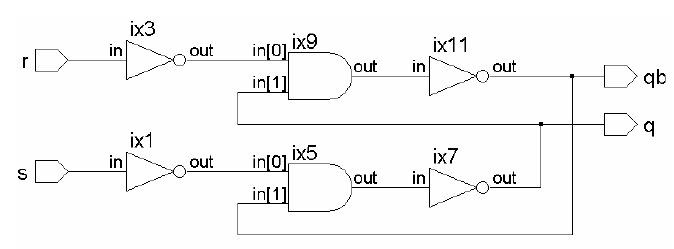 ix3
ix9
ix11
r
in
out
in[0]
out
in
out
qb
in[1]
q
ix1
ix5
ix7
s
in
out
in[0]
out
in
out
in[1]